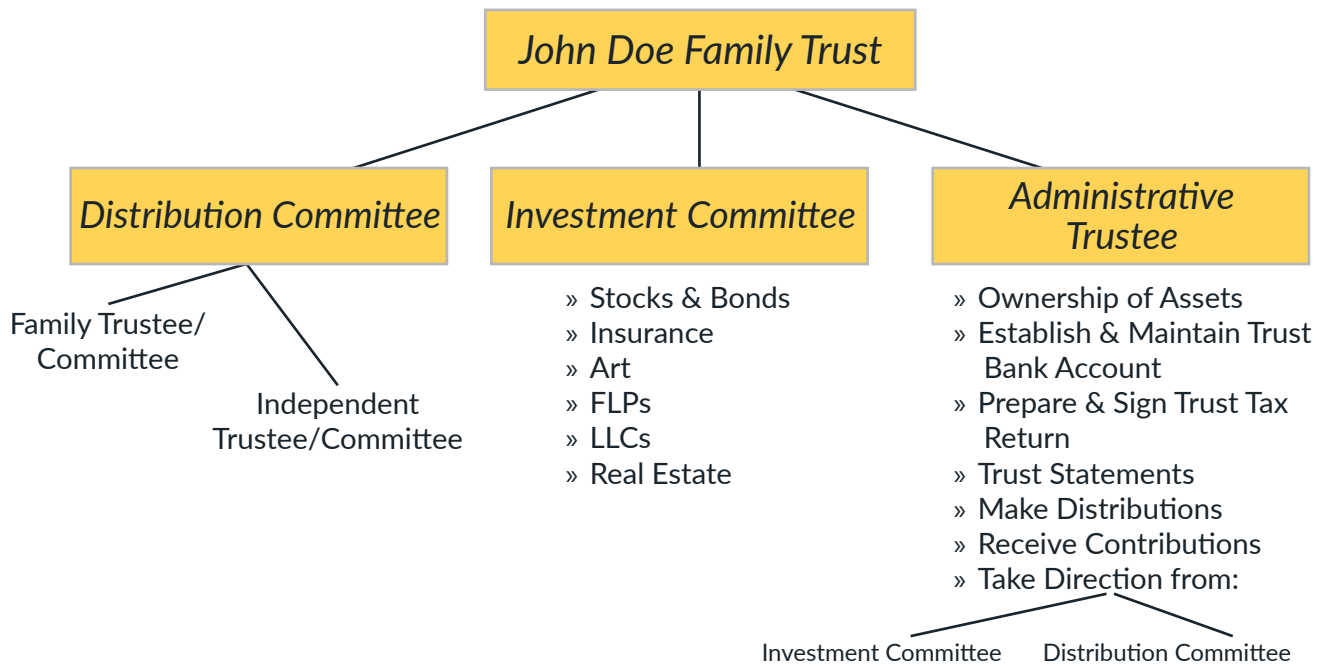 John Doe Family Trust
Distribution Committee
Family Trustee/
Committee
Independent
Trustee/Committee
Investment Committee
» Stocks & Bonds
» Insurance
» Art
» FLPs
» LLCs
» Real Estate
Administrative
Trustee
» Ownership of Assets
» Establish & Maintain Trust
Bank Account
» Prepare & Sign Trust Tax
Return
» Trust Statements
» Make Distributions
» Receive Contributions
» Take Direction from:
Investment Committee
Distribution Committee